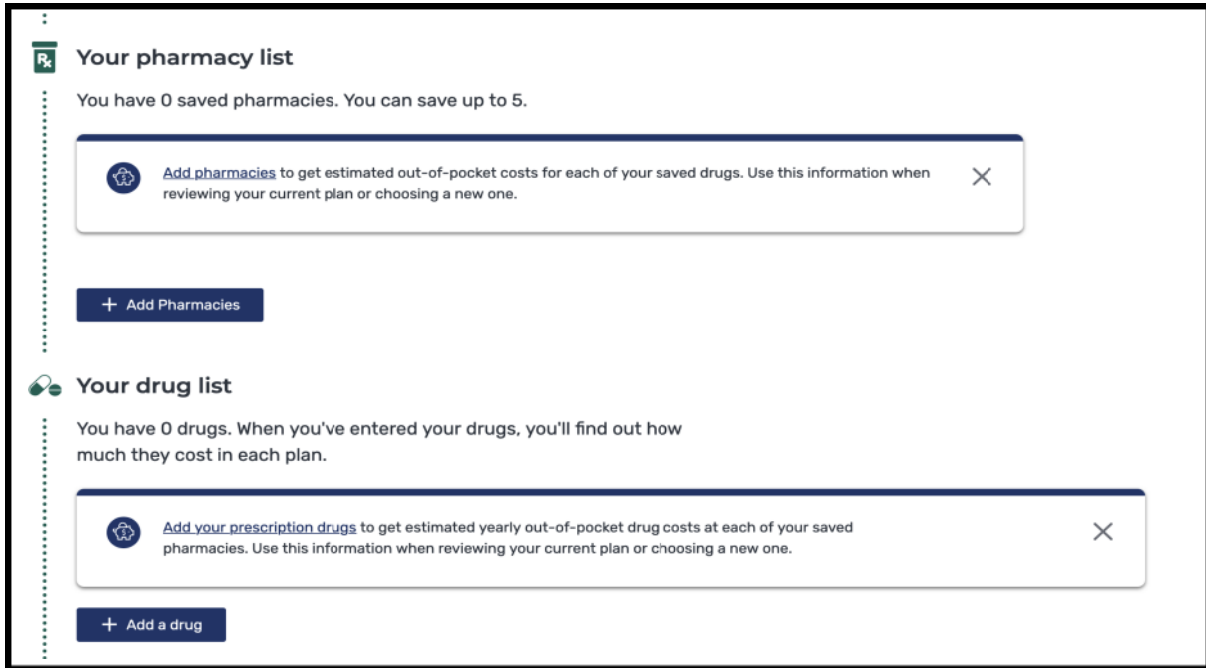 Rx
Your pharmacy list
You have 0 saved pharmacies. You can save up to 5.
Add pharmacies to get estimated out-of-pocket costs for each of your saved drugs. Use this information when
reviewing your current plan or choosing a new one.
+ Add Pharmacies
Your drug list
You have 0 drugs. When you've entered your drugs, you'll find out how
much they cost in each plan.
Add your prescription drugs to get estimated yearly out-of-pocket drug costs at each of your saved
pharmacies. Use this information when reviewing your current plan or choosing a new one.
+ Add a drug